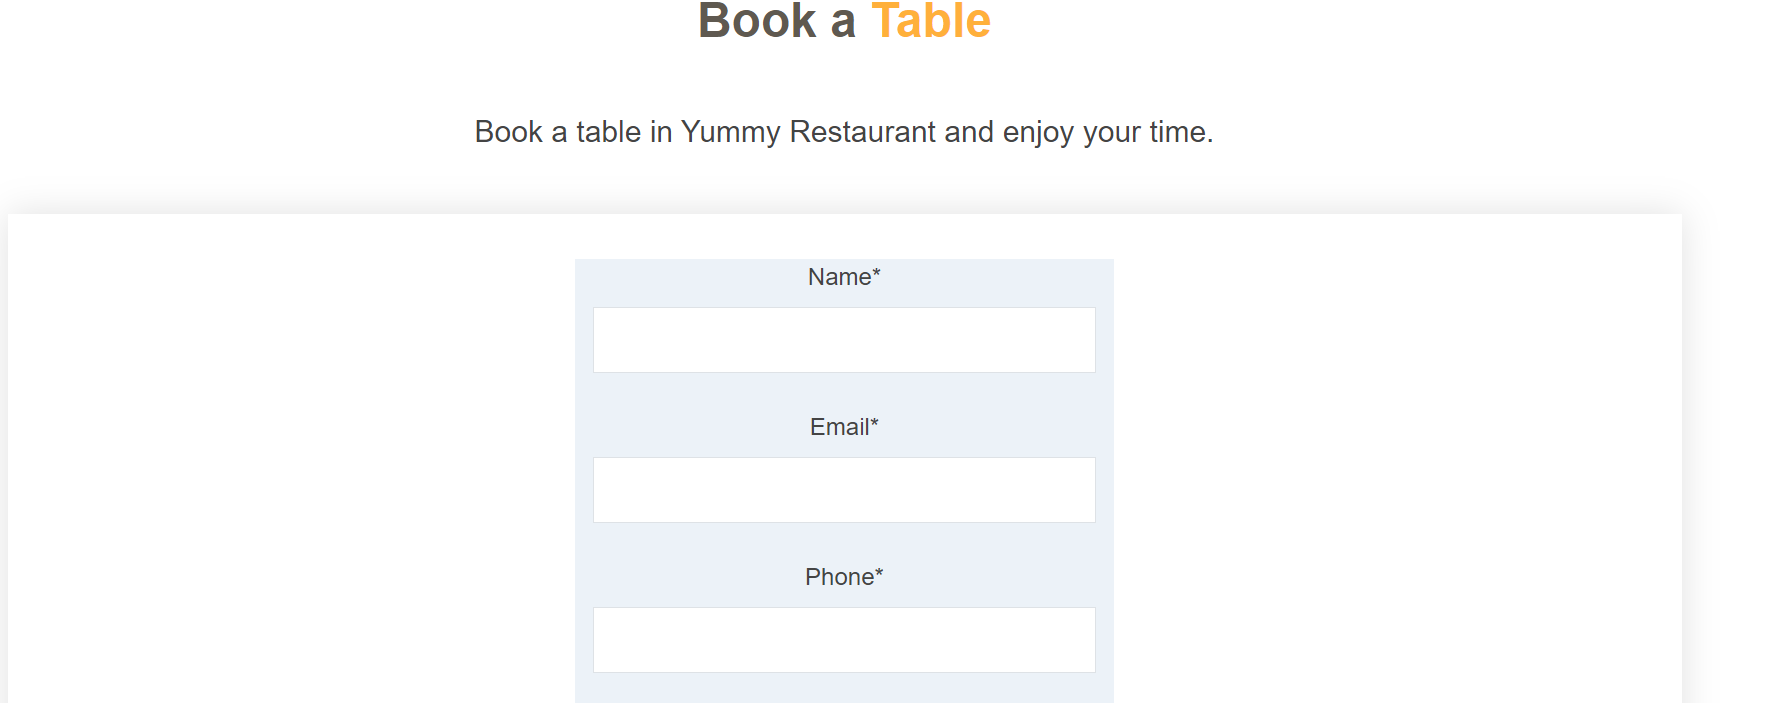 Book a Table
Book a table in Yummy Restaurant and enjoy your time.
Name*
Email*
Phone*